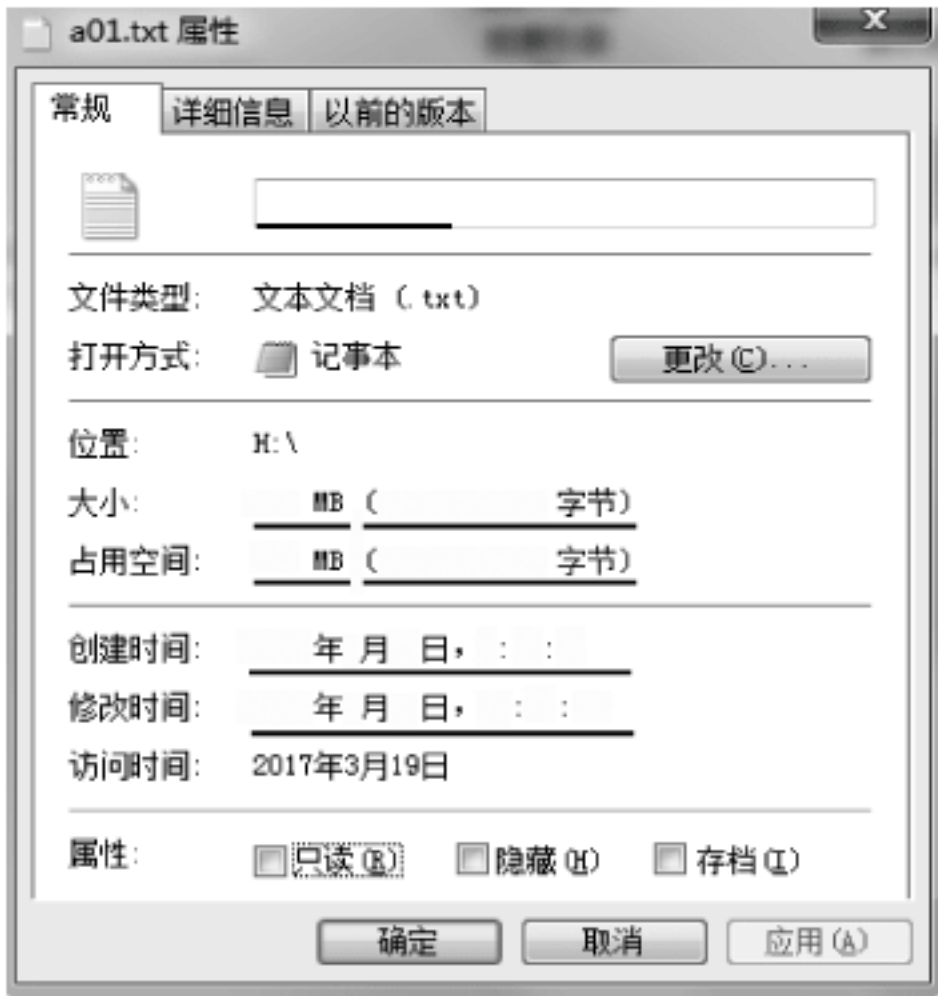 a01.txt 属性
常规 详细信息 以前的版本
文件类型: 文本文档 (.txt)
打开方式: 记事本 更改(C)...
位置: H:\
大小: MB ( 字节)
占用空间: MB ( 字节)
创建时间: 年 月 日, : :
修改时间: 年 月 日, : :
访问时间: 2017年3月19日
属性: 只读(R) 隐藏(H) 存档(I)
确定 取消 应用(A)